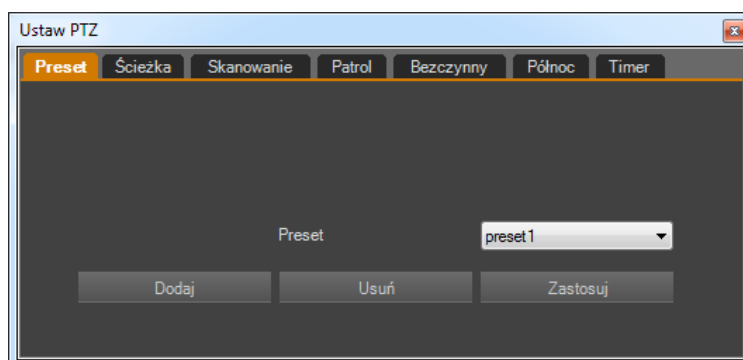 Ustaw PTZ
Preset Ścieżka Skanowanie Patrol Bezczynny Północ Timer
Preset preset1
Dodaj Usuń Zastosuj